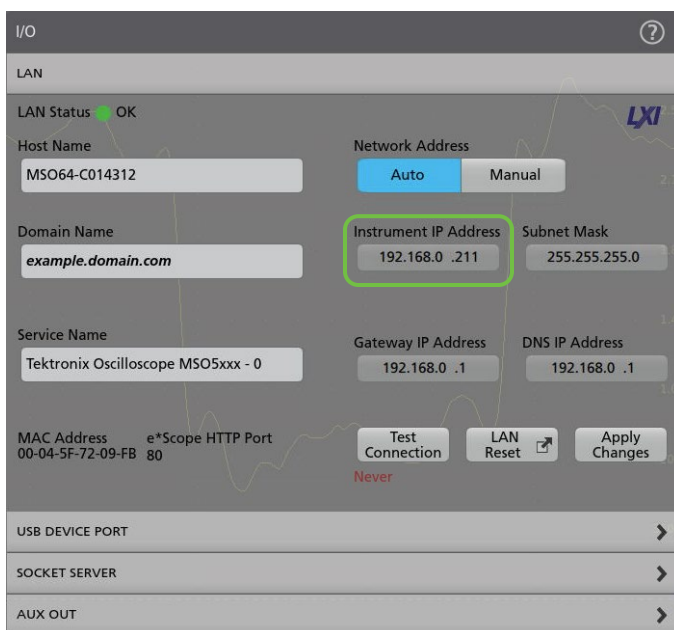 I/O
?
LAN
LAN Status OK
LXI
Host Name
MSO64-C014312
Network Address
Auto Manual
Domain Name
example.domain.com
Instrument IP Address
192.168.0 .211
Subnet Mask
255.255.255.0
Service Name
Tektronix Oscilloscope MSO5xxx - 0
Gateway IP Address
192.168.0 .1
DNS IP Address
192.168.0 .1
MAC Address
00-04-5F-72-09-FB
e*Scope HTTP Port
80
Test
Connection
LAN
Reset
Apply
Changes
Never
USB DEVICE PORT
SOCKET SERVER
AUX OUT